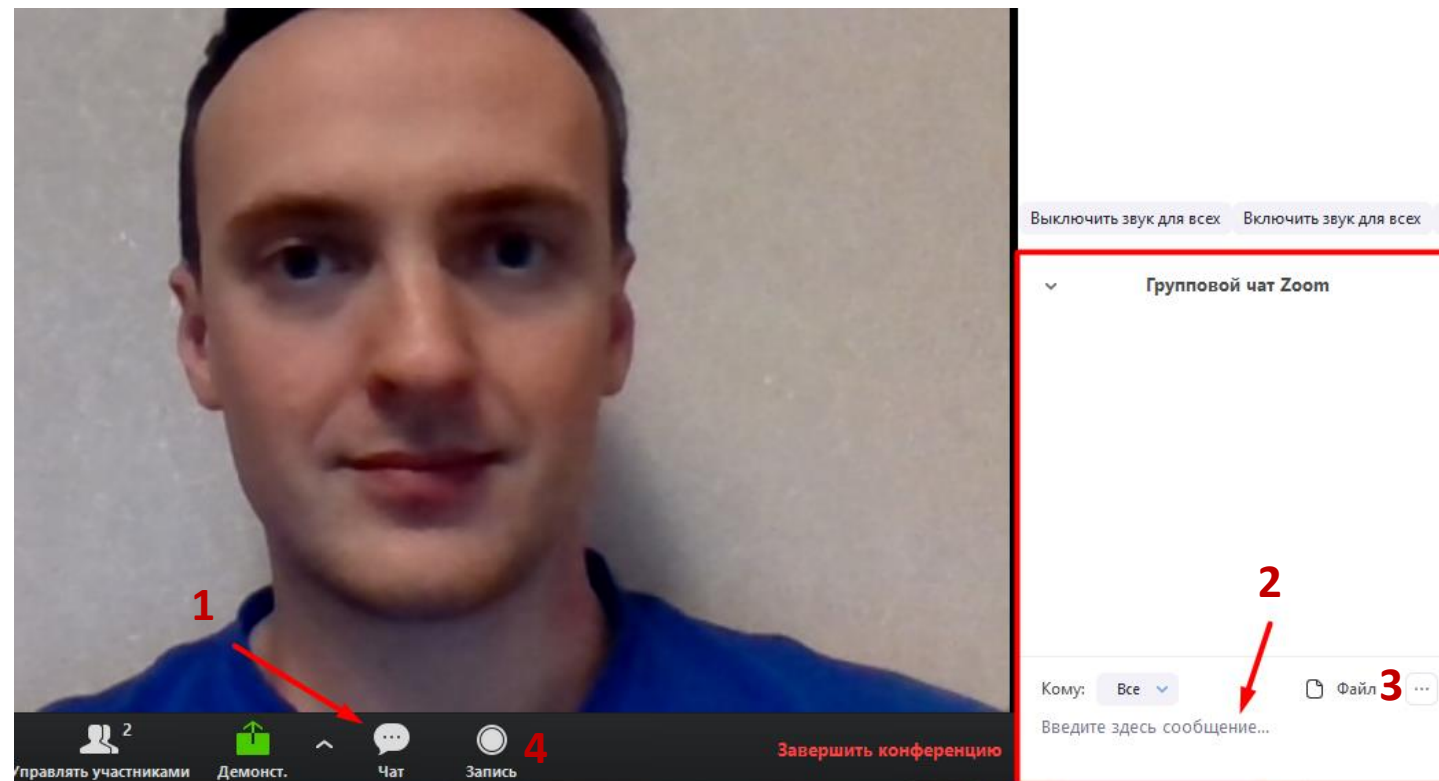 Выключить звук для всех Включить звук для всех
Групповой чат Zoom
1
2
Кому: Все Файл 3
Введите здесь сообщение...
2
4
Завершить конференцию
Управлять участниками Демонст. Чат Запись